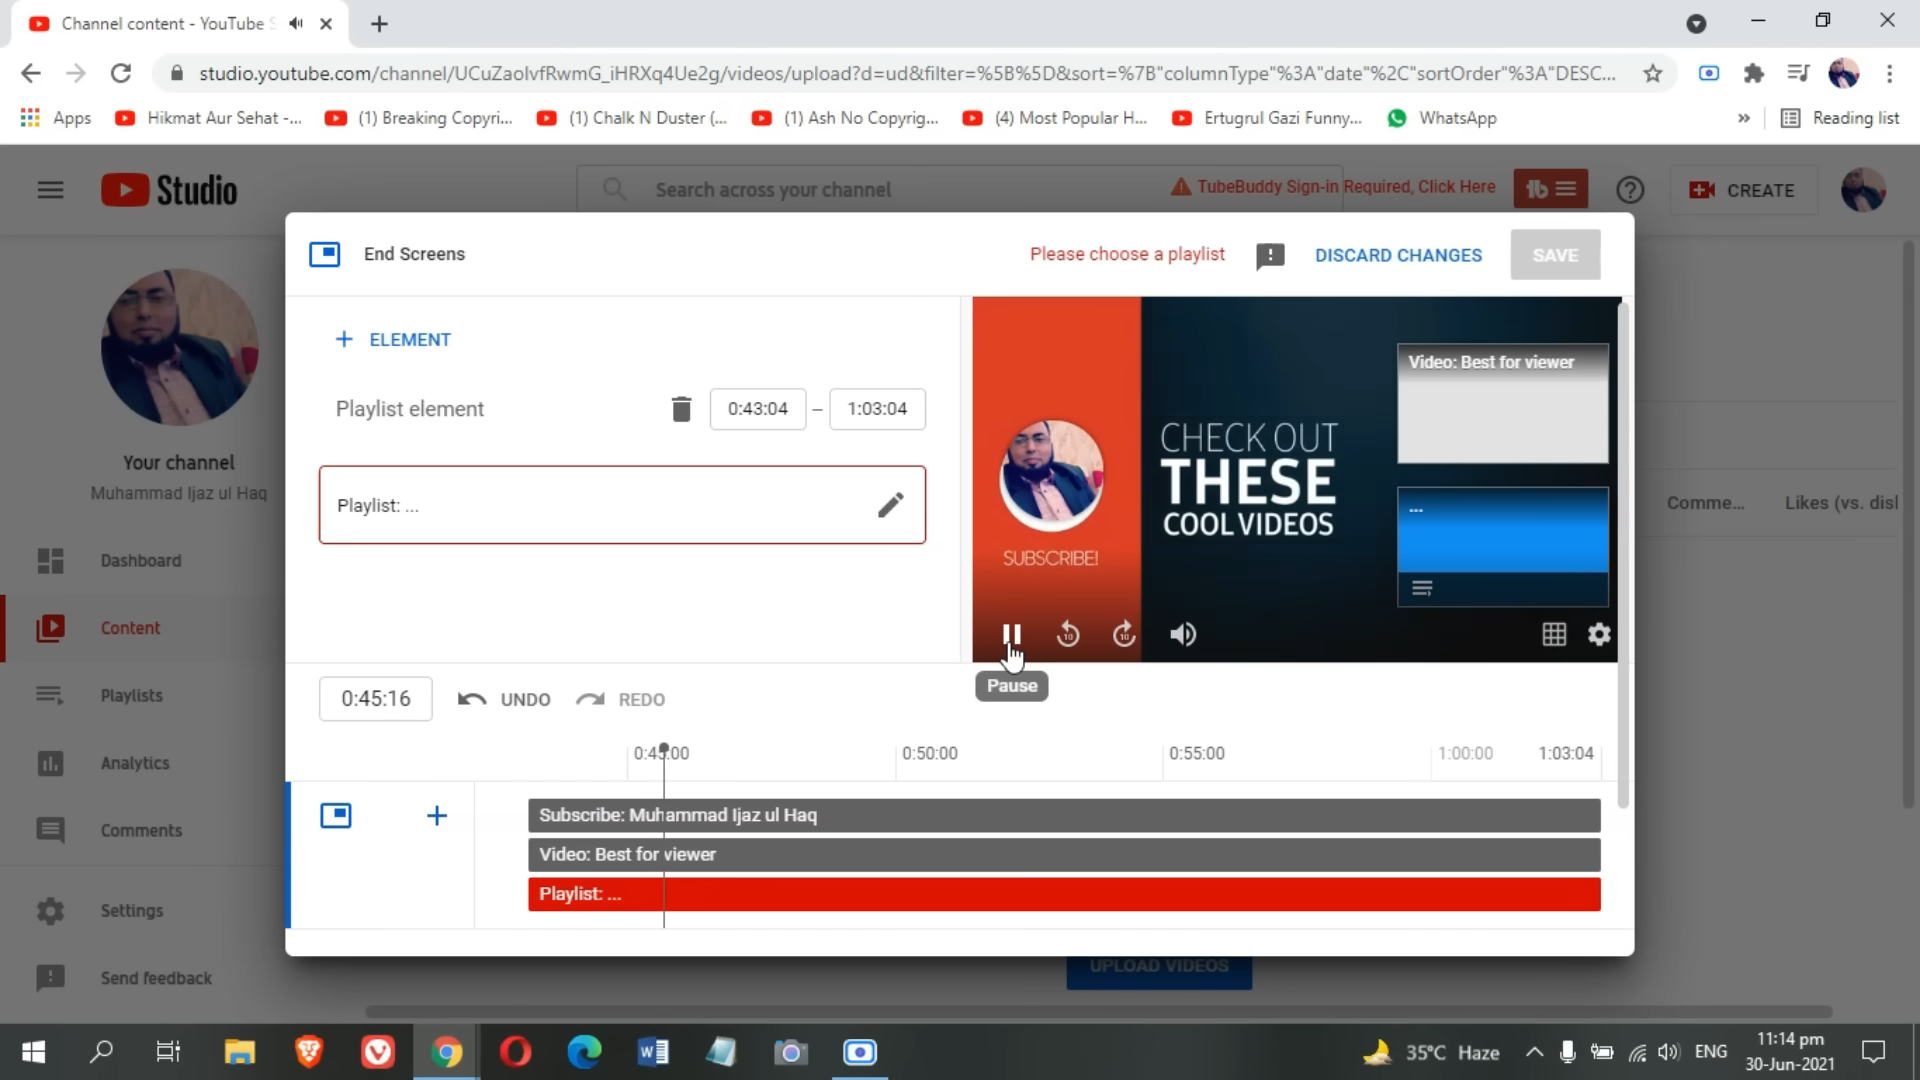 Channel content - YouTube S
studio.youtube.com/channel/UCuZaolvfRwmG_iHRXq4Ue2g/videos/upload?d=ud&filter=%5B%5D&sort=%7B"columnType"%3A"date"%2C"sortOrder"%3A"DESC...
Apps
Hikmat Aur Sehat -...
(1) Breaking Copyri...
(1) Chalk N Duster (...
(1) Ash No Copyrig...
(4) Most Popular H...
Ertugrul Gazi Funny...
WhatsApp
»
Reading list
Studio
Search across your channel
TubeBuddy Sign-in Required, Click Here
tb
CREATE
End Screens
Please choose a playlist
DISCARD CHANGES
SAVE
+ ELEMENT
Playlist element
0:43:04 – 1:03:04
Playlist: ...
CHECK OUT
THESE
COOL VIDEOS
SUBSCRIBE!
Video: Best for viewer
...
10
10
Pause
0:45:16
UNDO
REDO
0:45:00
0:50:00
0:55:00
1:00:00
1:03:04
Subscribe: Muhammad Ijaz ul Haq
Video: Best for viewer
Playlist: ...
Your channel
Muhammad Ijaz ul Haq
Dashboard
Content
Playlists
Analytics
Comments
Settings
Send feedback
Comme...
Likes (vs. disl
UPLOAD VIDEOS
35°C Haze
ENG
11:14 pm
30-Jun-2021